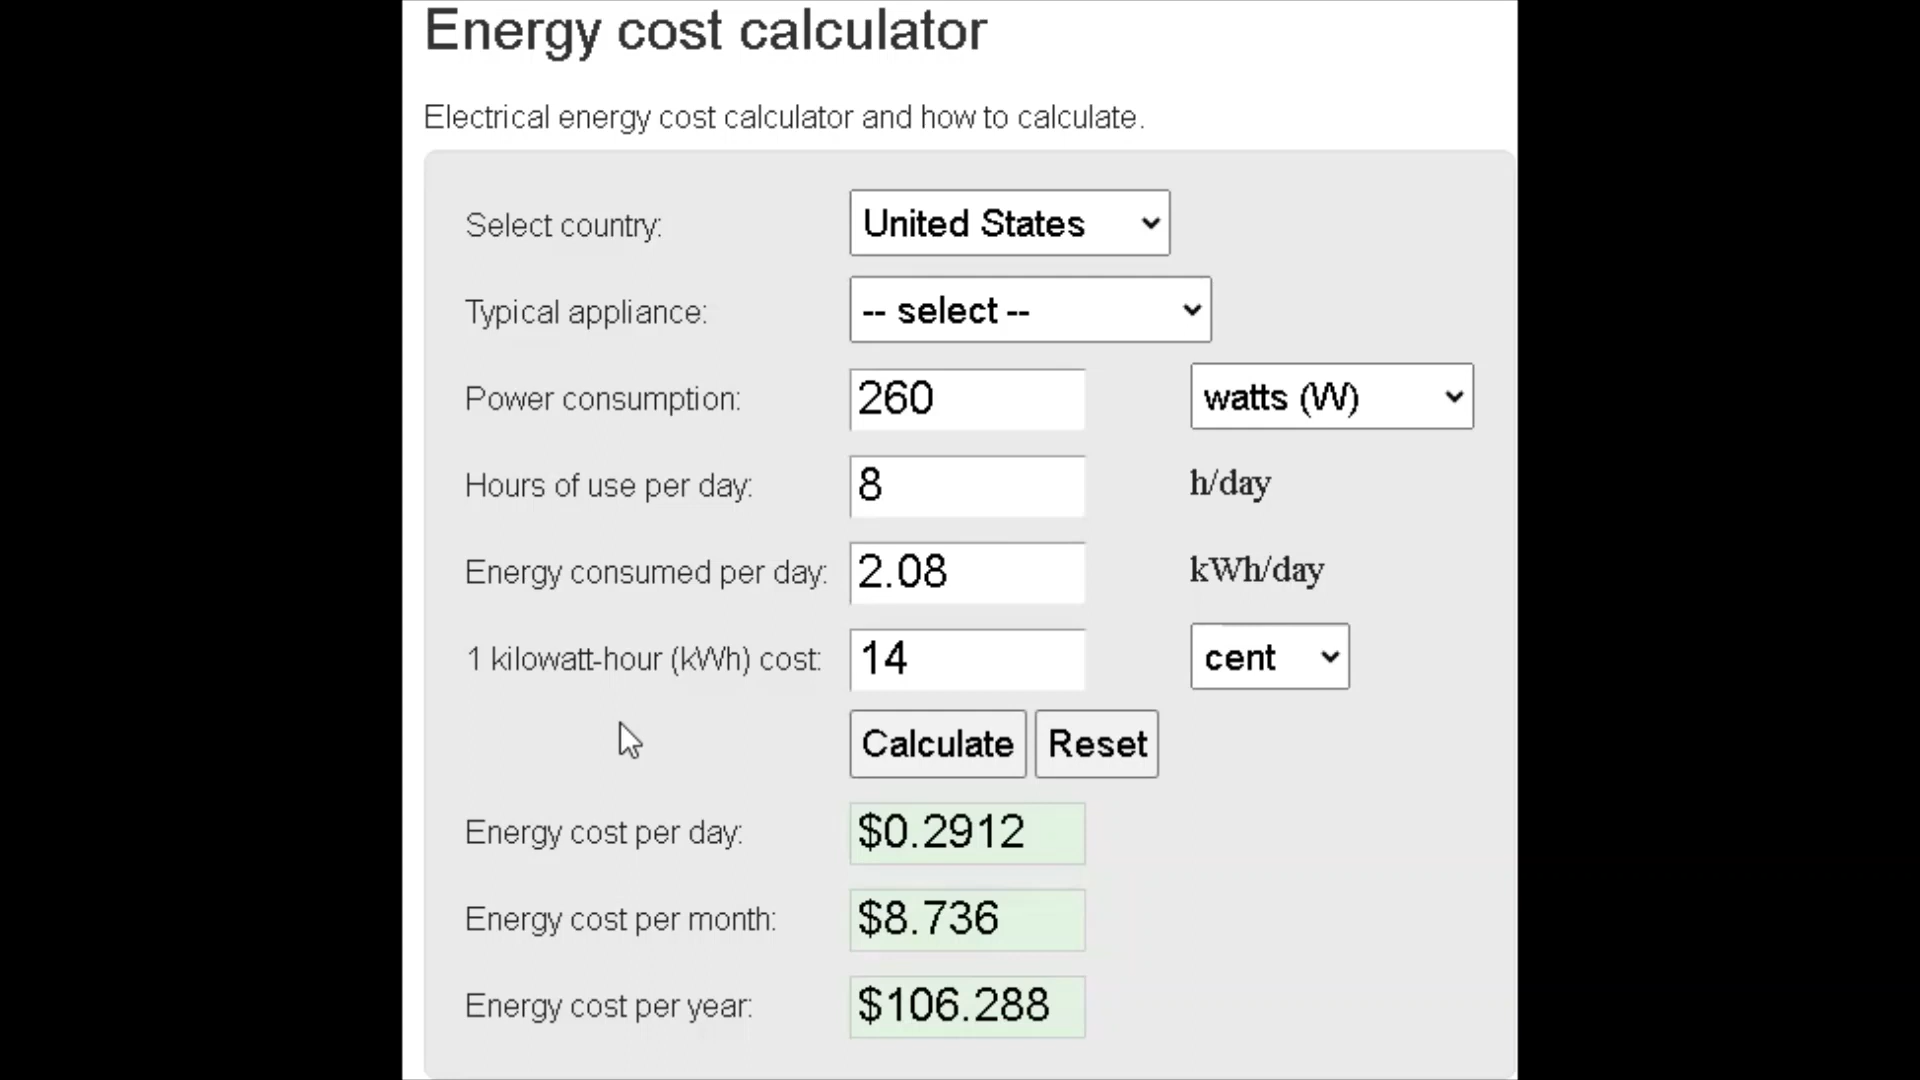 Energy cost calculator
Electrical energy cost calculator and how to calculate.
Select country: United States
Typical appliance: -- select --
Power consumption: 260 watts (W)
Hours of use per day: 8 h/day
Energy consumed per day: 2.08 kWh/day
1 kilowatt-hour (kWh) cost: 14 cent
Calculate Reset
Energy cost per day: $0.2912
Energy cost per month: $8.736
Energy cost per year: $106.288